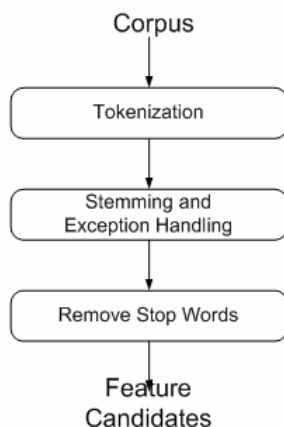 Corpus
Tokenization
Stemming and
Exception Handling
Remove Stop Words
Feature
Candidates